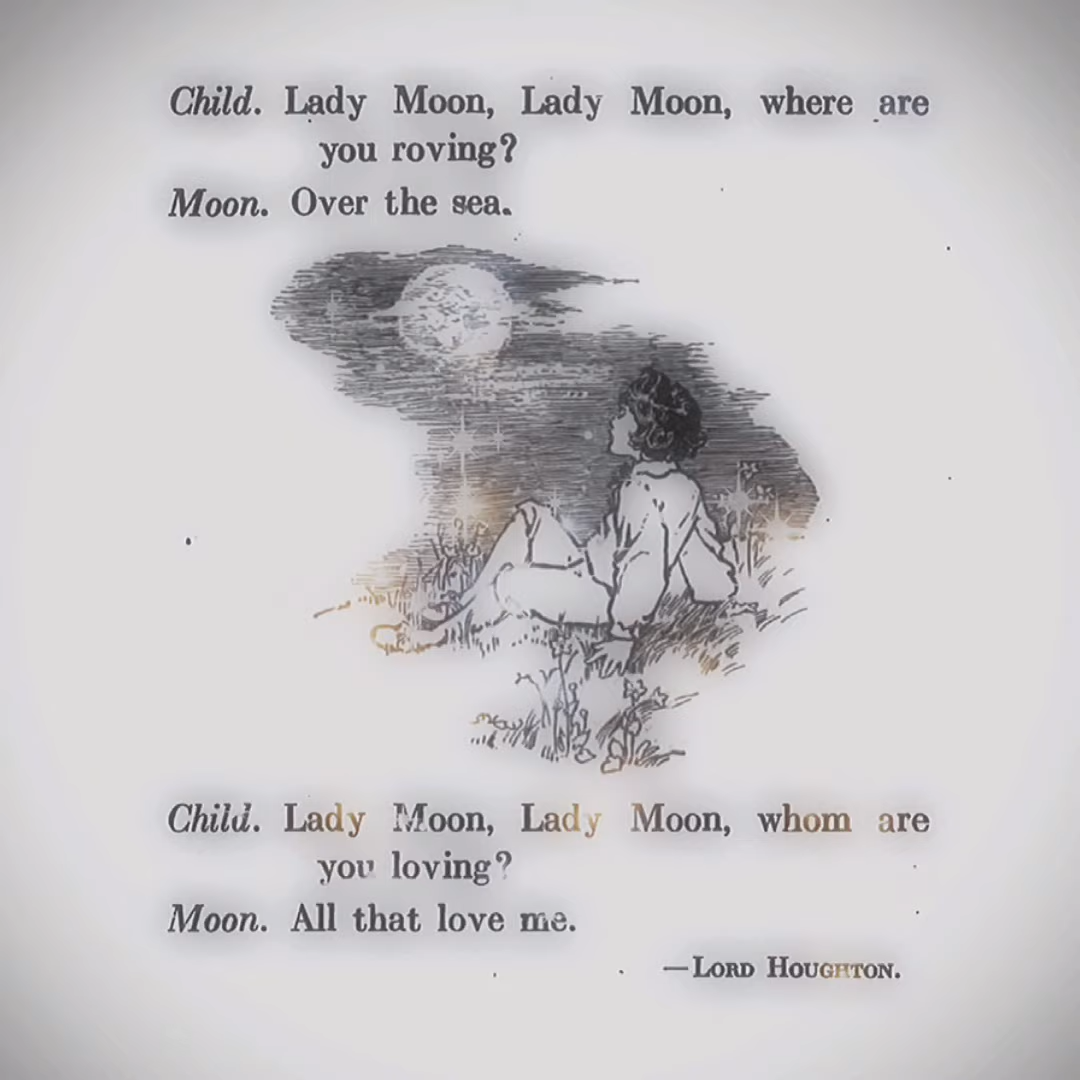 Child. Lady Moon, Lady Moon, where are
you roving?
Moon. Over the sea.
Child. Lady Moon, Lady Moon, whom are
you loving?
Moon. All that love me.
—LORD HOUGHTON.